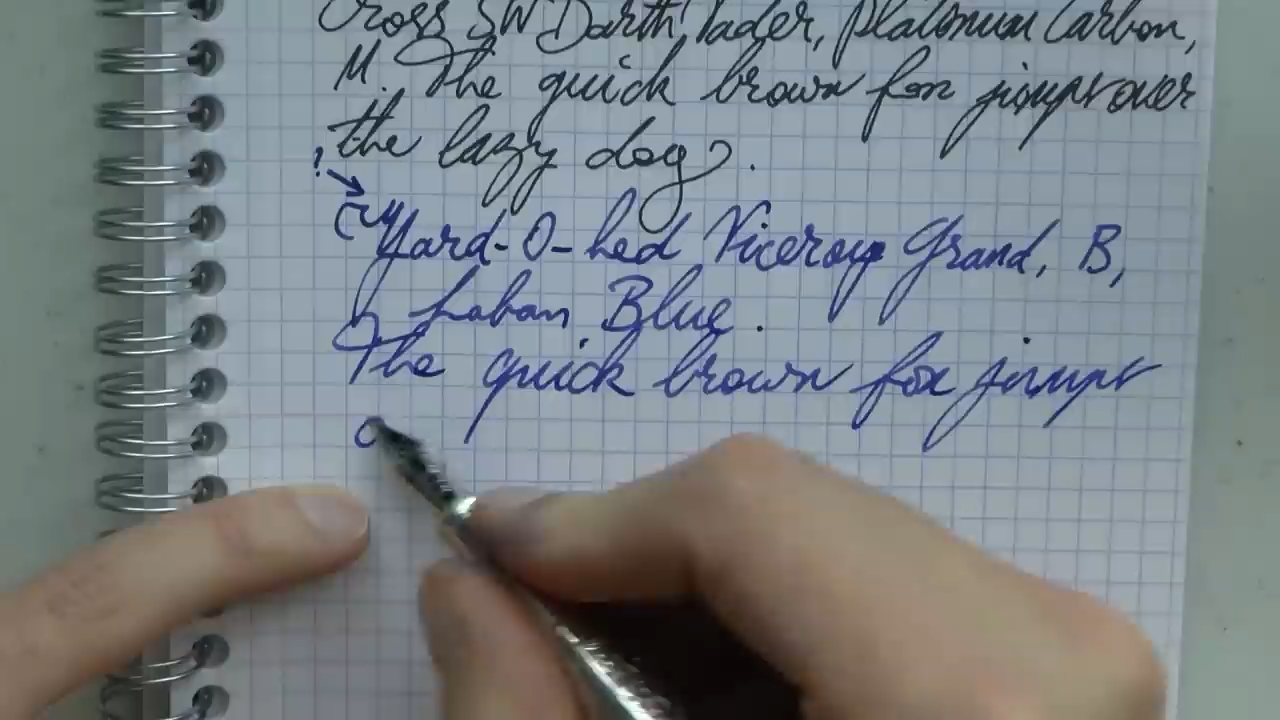 Cross SW Darth Vader, Platinum Carbon,
M. The quick brown fox jumps over
the lazy dog.
Yard-O-Led Viceroy Grand, B,
Laban Blue.
The quick brown fox jumps
o